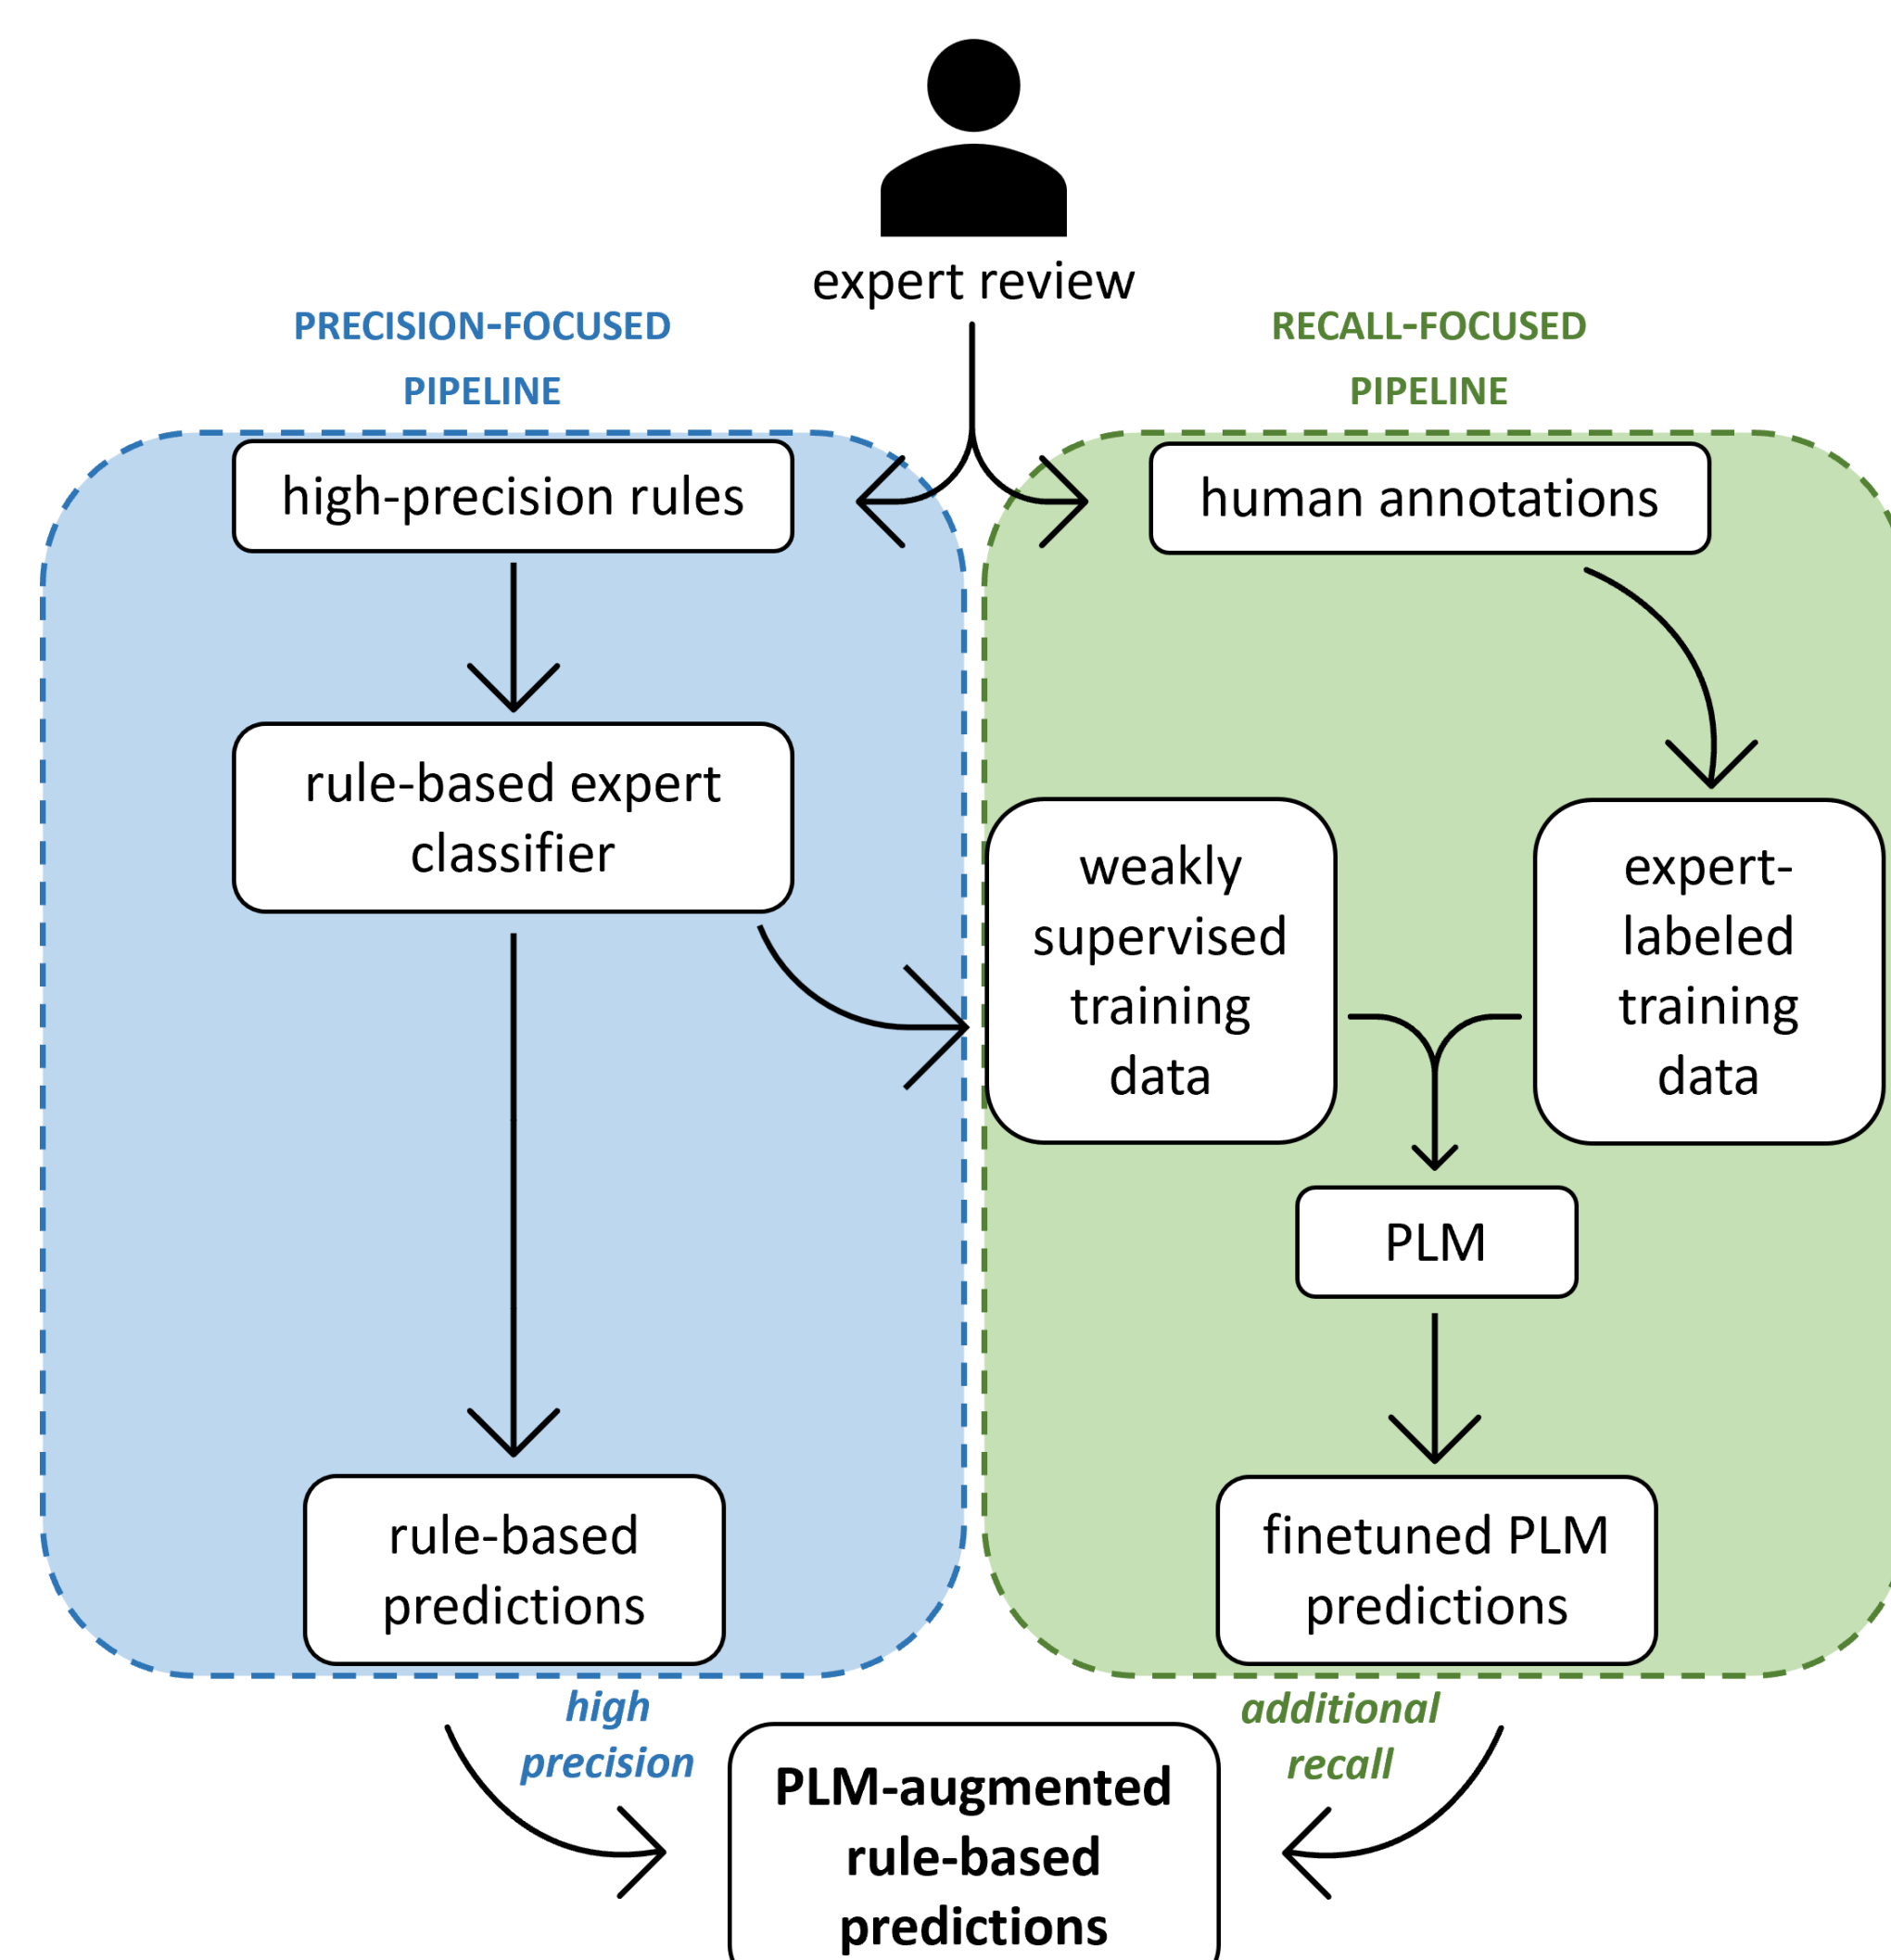 expert review
PRECISION-FOCUSED
PIPELINE
RECALL-FOCUSED
PIPELINE
high-precision rules
human annotations
rule-based expert
classifier
weakly
supervised
training
data
expert-
labeled
training
data
PLM
rule-based
predictions
finetuned PLM
predictions
high
precision
additional
recall
PLM-augmented
rule-based
predictions